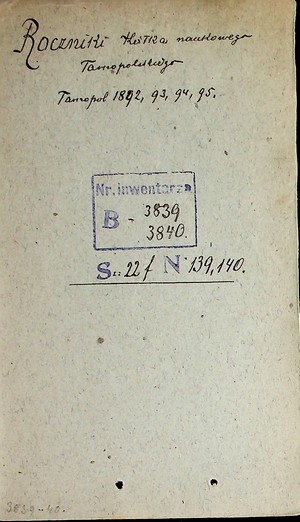 Roczniki Kółka naukowego
Tarnopolskiego
Tarnopol 1892, 93, 94, 95.
Nr. inwentarza
B - 3839
3840.
S.: 22 f N 139, 140.
3839-40.